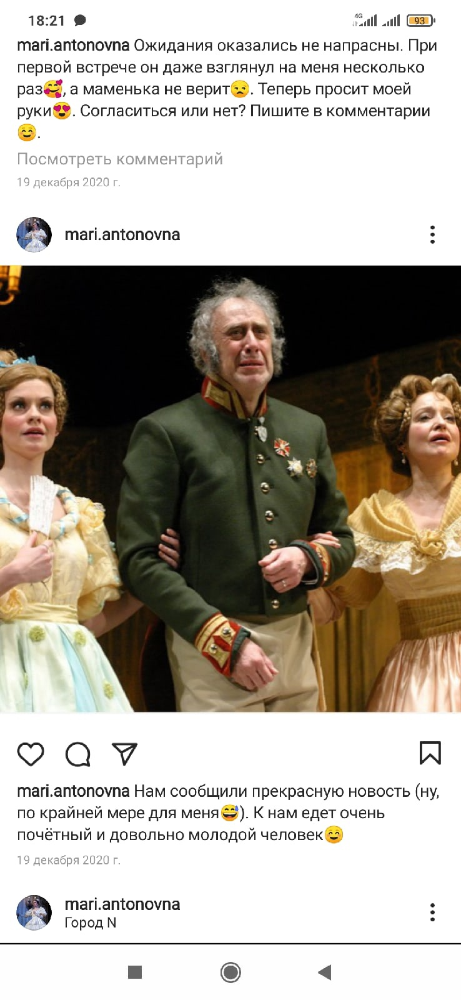 18:21
4G
93
mari.antonovna Ожидания оказались не напрасны. При
первой встрече он даже взглянул на меня несколько
раз🥰, а маменька не верит😒. Теперь просит моей
руки😍. Согласиться или нет? Пишите в комментарии
☺️.
Посмотреть комментарий
19 декабря 2020 г.
mari.antonovna
mari.antonovna Нам сообщили прекрасную новость (ну,
по крайней мере для меня😅). К нам едет очень
почётный и довольно молодой человек☺️
19 декабря 2020 г.
mari.antonovna
Город N